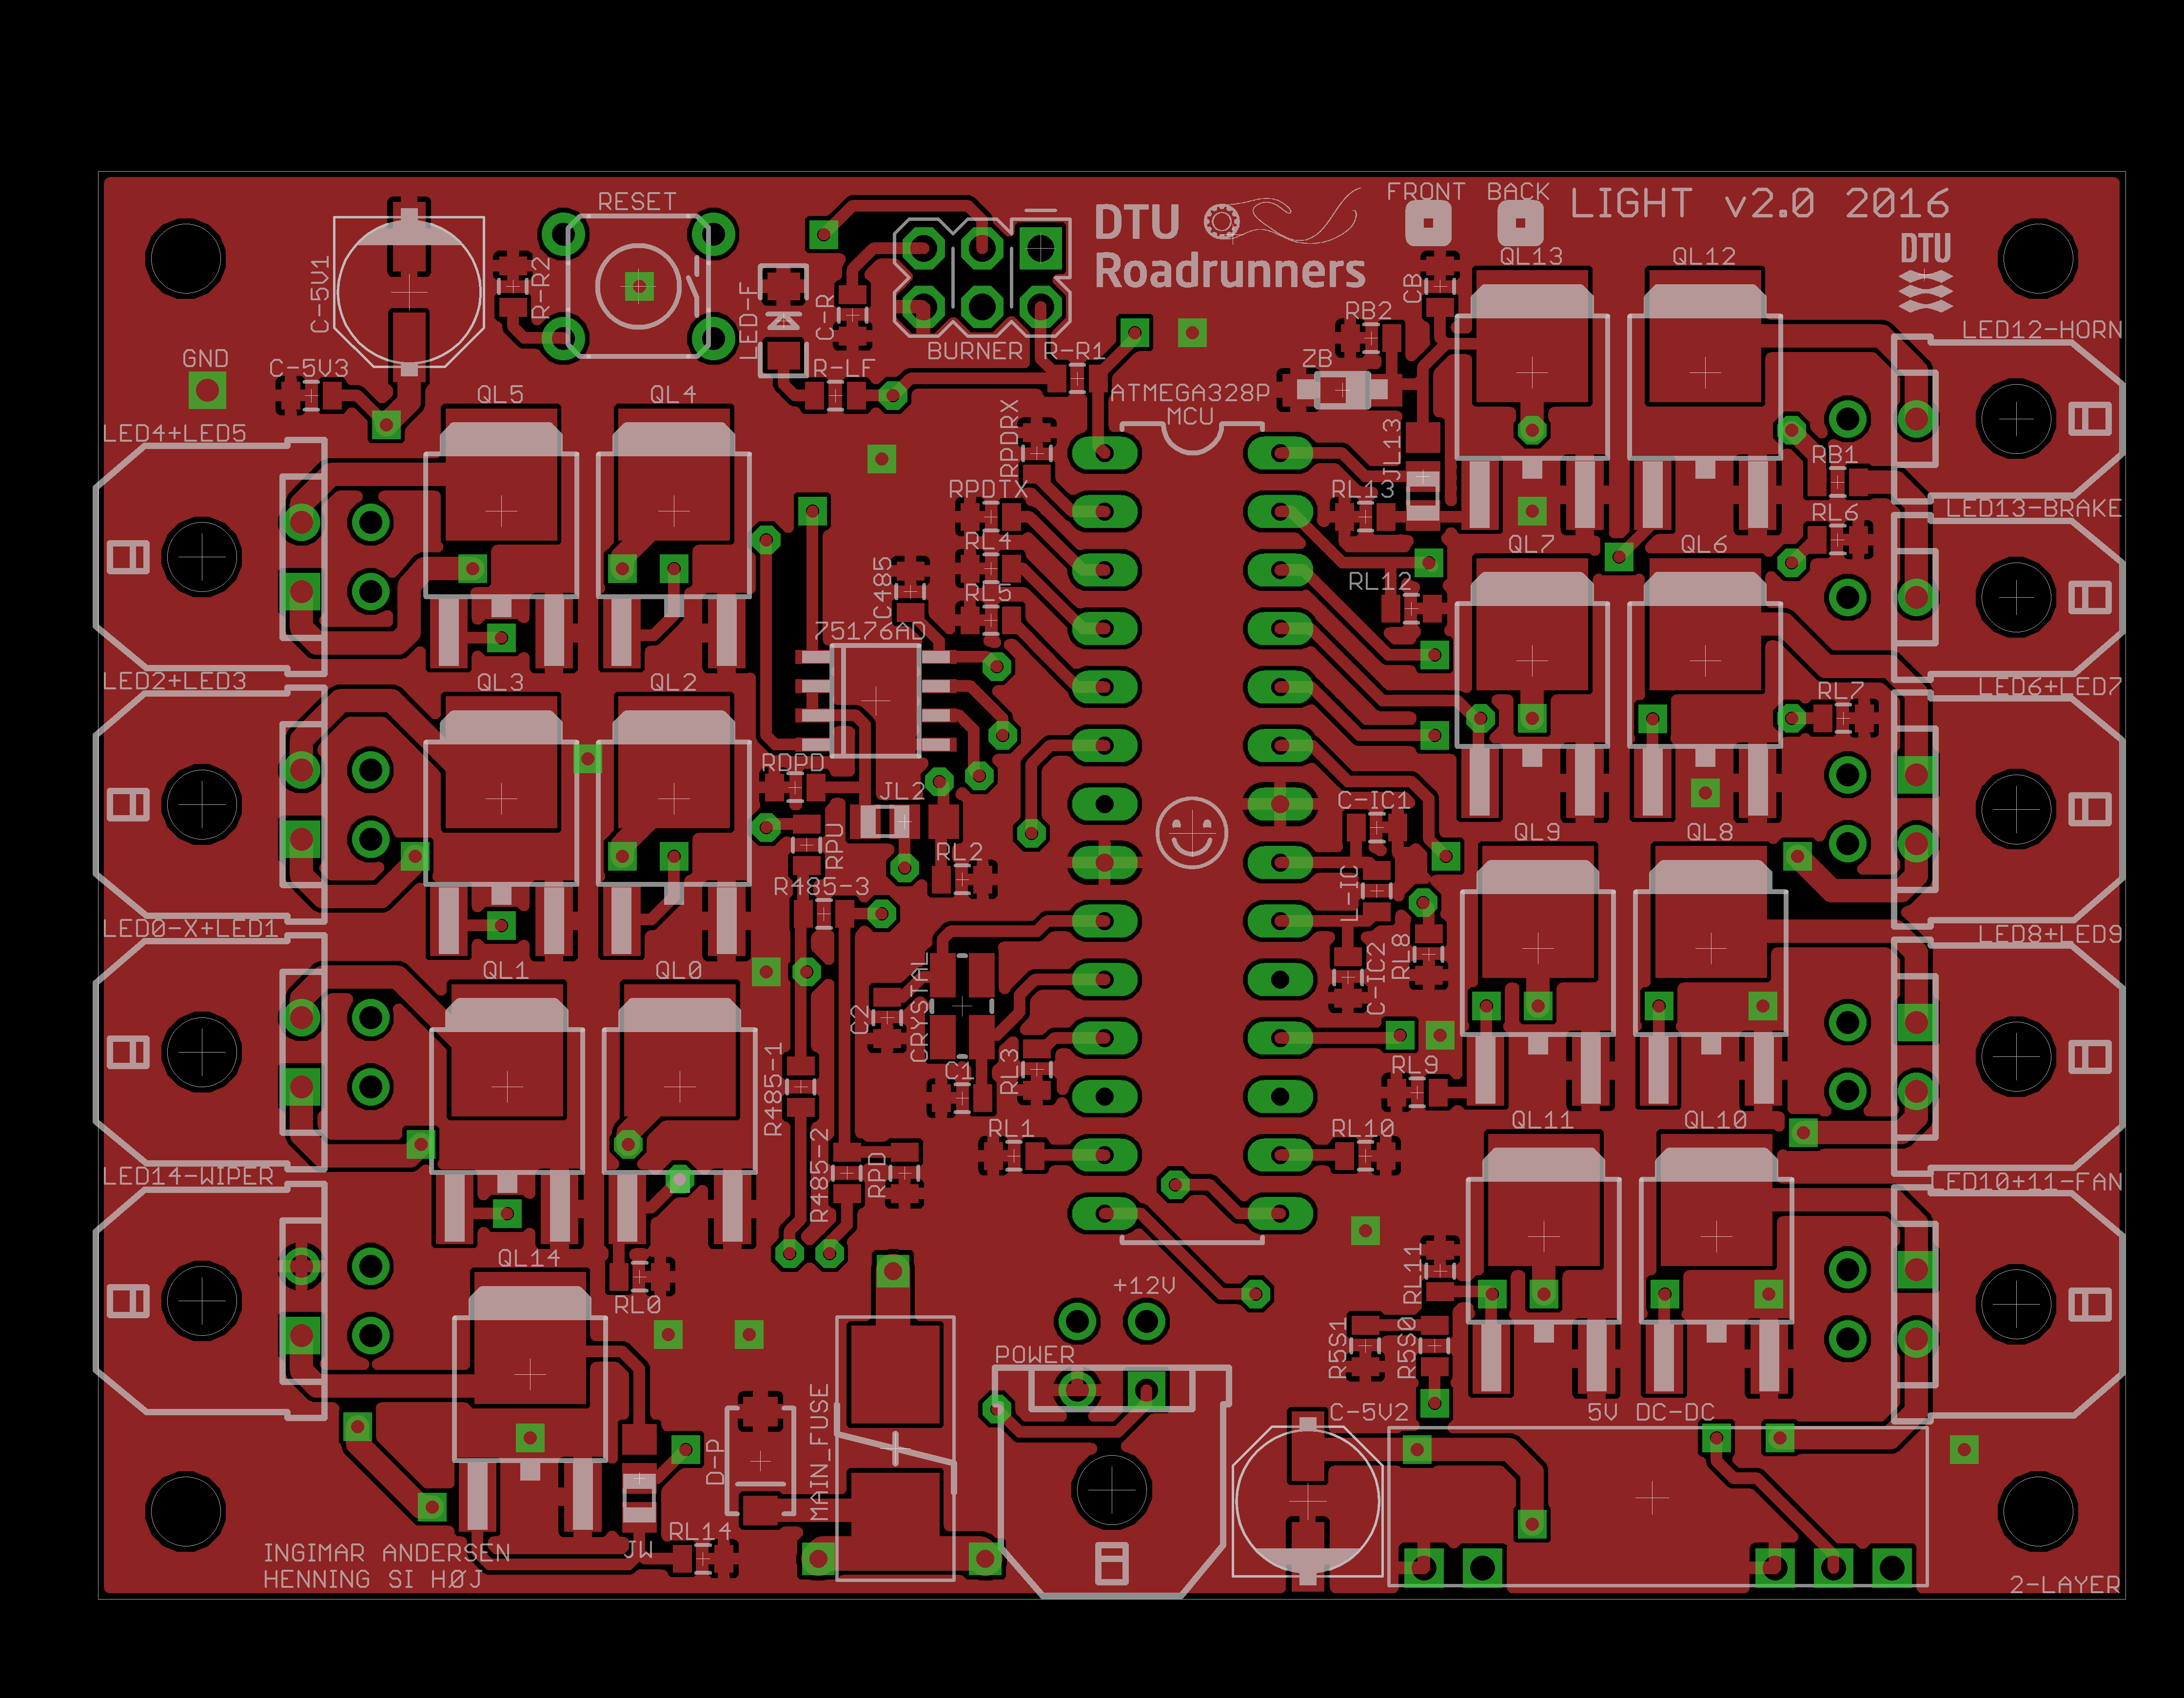 FRONT BACK
LIGHT v2.0 2016
RESET
DTU
Roadrunners
DTU
C-5V1
R-R2
LED-F
C-R
BURNER
R-R1
CB
RB2
ZB
QL13
QL12
LED12-HORN
GND
C-5V3
R-LF
ATMEGA328P
MCU
QL5
QL4
RPDRX
JL13
RB1
LED4+LED5
RPDTX
RL13
RL6
LED13-BRAKE
RL4
QL7
QL6
C485
RL5
RL12
75176AD
LED2+LED3
QL3
QL2
RL7
LED6+LED7
RDPD
JL2
C-IC1
QL9
QL8
RPU
RL2
R485-3
L-IC
LED0-X+LED1
LED8+LED9
QL1
QL0
C2
CRYSTAL
C-IC2
RL8
R485-1
C1
RL3
RL9
RL1
RL10
QL11
QL10
R485-2
RPD
LED14-WIPER
LED10+11-FAN
QL14
RL0
+12V
RL11
POWER
R5S1
R5S0
MAIN_FUSE
D-P
C-5V2
5V DC-DC
RL14
JW
INGIMAR ANDERSEN
HENNING SI HØJ
2-LAYER